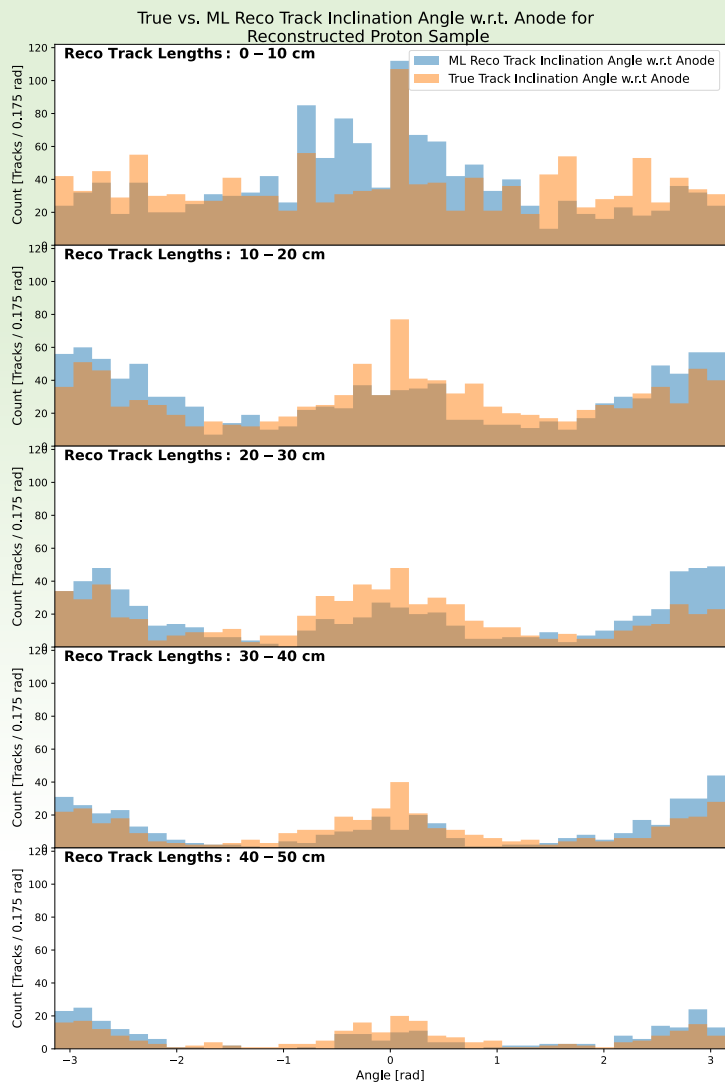 True vs. ML Reco Track Inclination Angle w.r.t. Anode for
Reconstructed Proton Sample
Reco Track Lengths: 0 − 10 cm
ML Reco Track Inclination Angle w.r.t Anode
True Track Inclination Angle w.r.t Anode
Count [Tracks / 0.175 rad]
120
100
80
60
40
20
0
Reco Track Lengths: 10 − 20 cm
Count [Tracks / 0.175 rad]
120
100
80
60
40
20
0
Reco Track Lengths: 20 − 30 cm
Count [Tracks / 0.175 rad]
120
100
80
60
40
20
0
Reco Track Lengths: 30 − 40 cm
Count [Tracks / 0.175 rad]
120
100
80
60
40
20
0
Reco Track Lengths: 40 − 50 cm
Count [Tracks / 0.175 rad]
120
100
80
60
40
20
0
−3 −2 −1 0 1 2 3
Angle [rad]